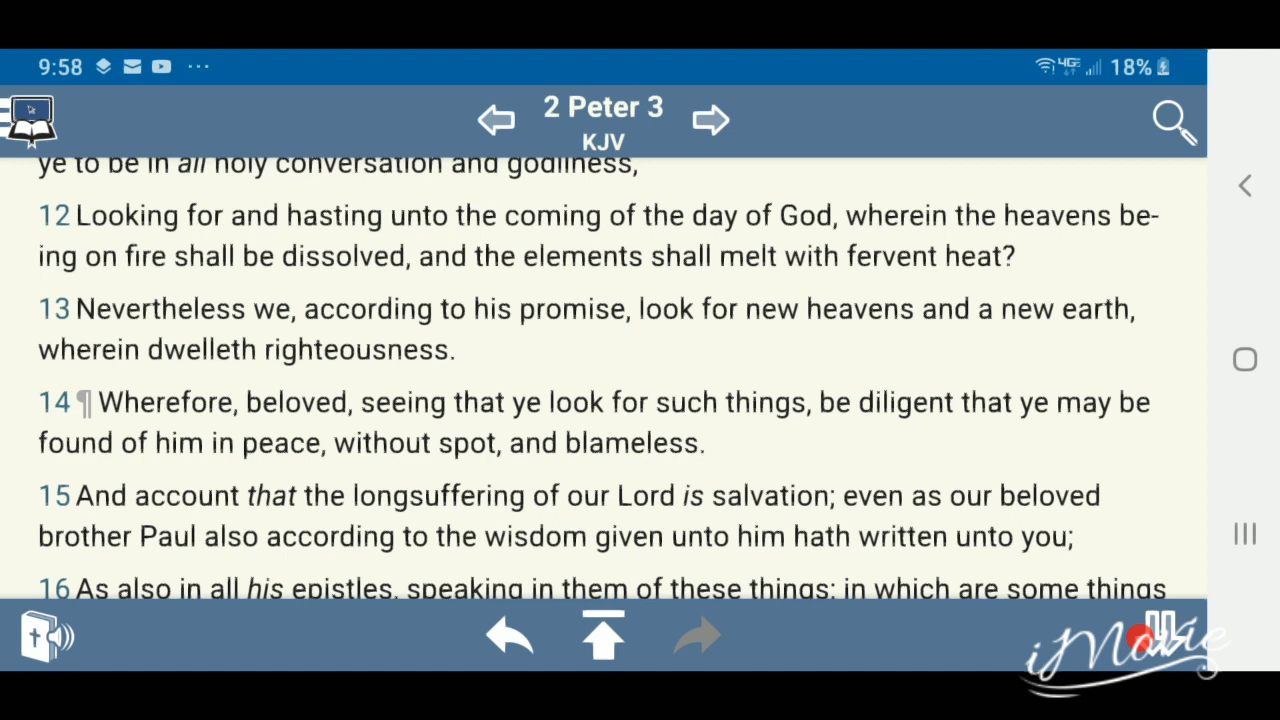 9:58 ... 4GE 18%
2 Peter 3
KJV
ye to be in all holy conversation and godliness,
12 Looking for and hasting unto the coming of the day of God, wherein the heavens be-
ing on fire shall be dissolved, and the elements shall melt with fervent heat?
13 Nevertheless we, according to his promise, look for new heavens and a new earth,
wherein dwelleth righteousness.
14 ¶ Wherefore, beloved, seeing that ye look for such things, be diligent that ye may be
found of him in peace, without spot, and blameless.
15 And account that the longsuffering of our Lord is salvation; even as our beloved
brother Paul also according to the wisdom given unto him hath written unto you;
16 As also in all his epistles, speaking in them of these things; in which are some things
iMovie